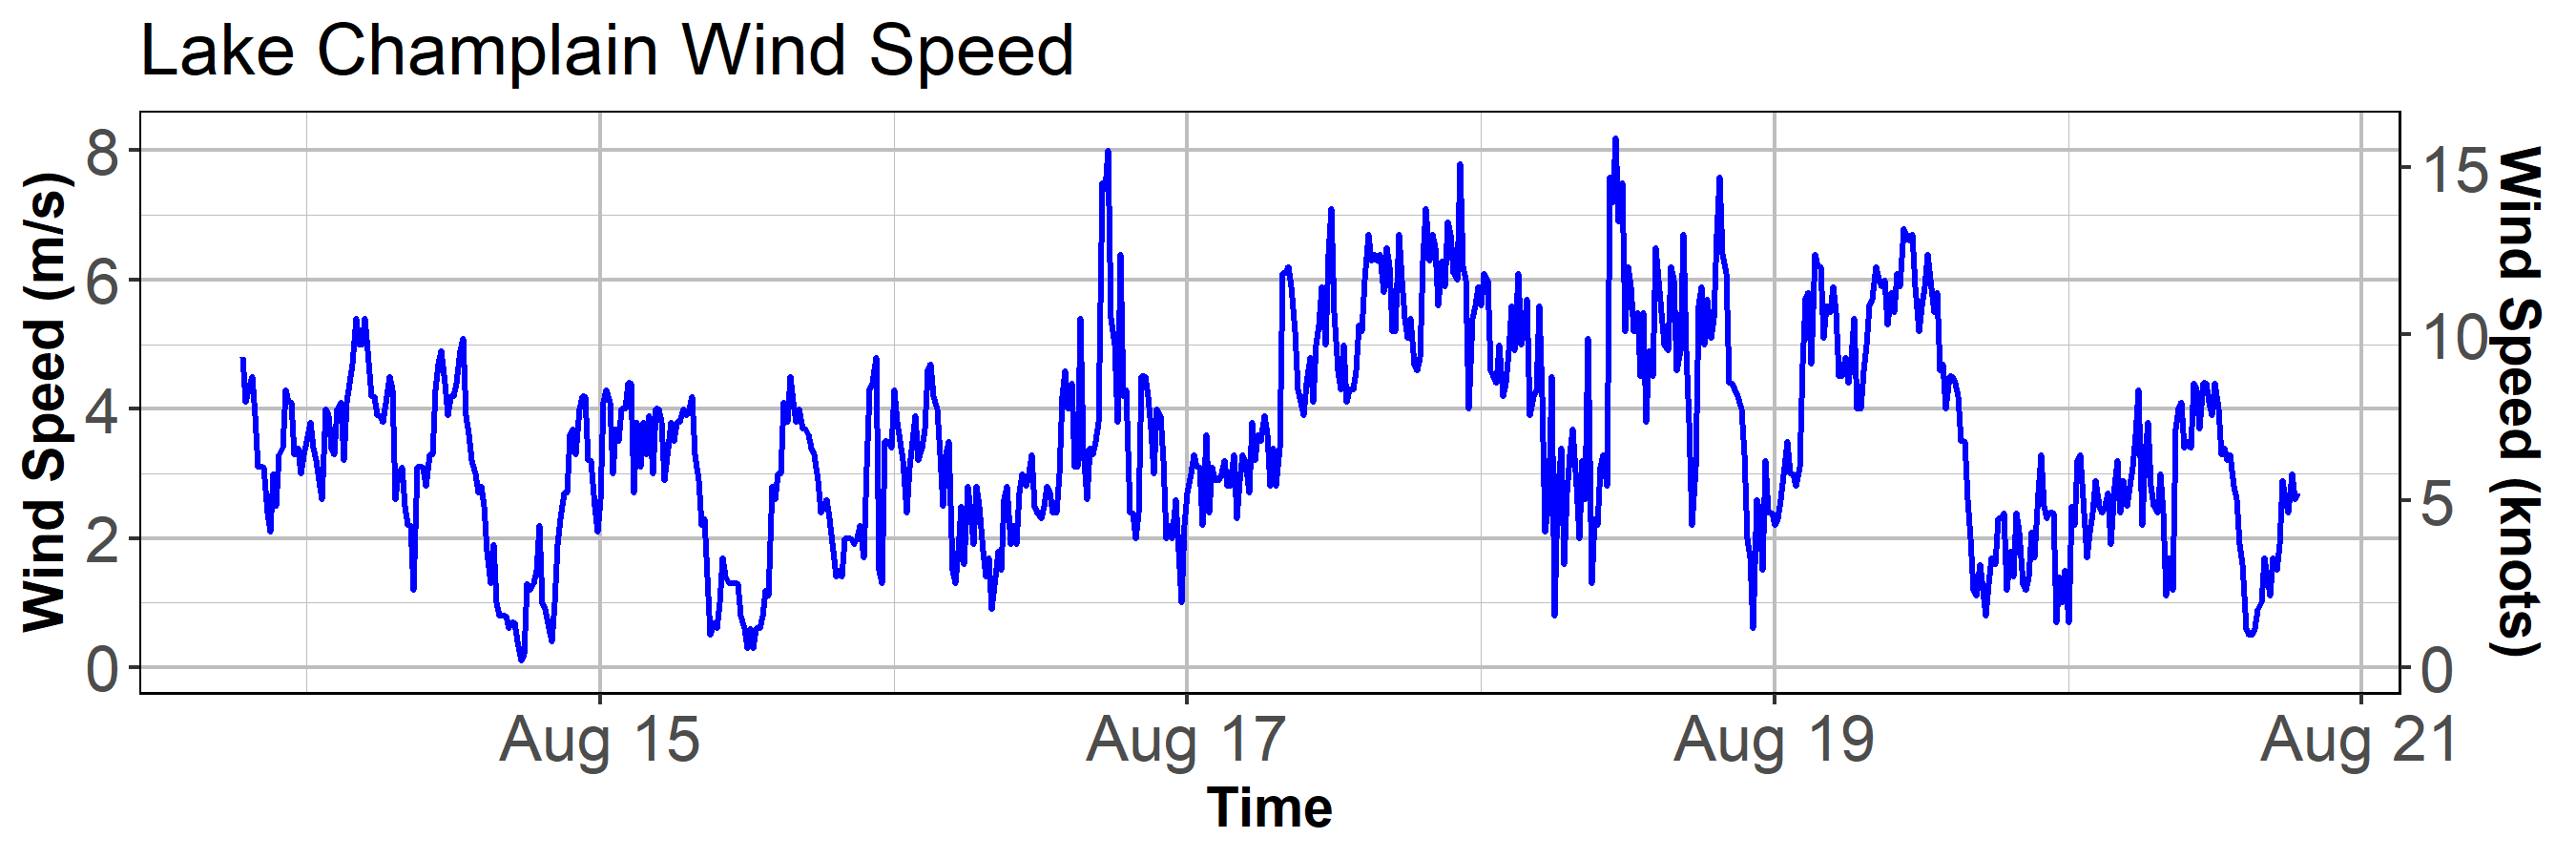 Lake Champlain Wind Speed
Wind Speed (m/s)
8
6
4
2
0
15
10
5
0
Wind Speed (knots)
Aug 15
Aug 17
Aug 19
Aug 21
Time